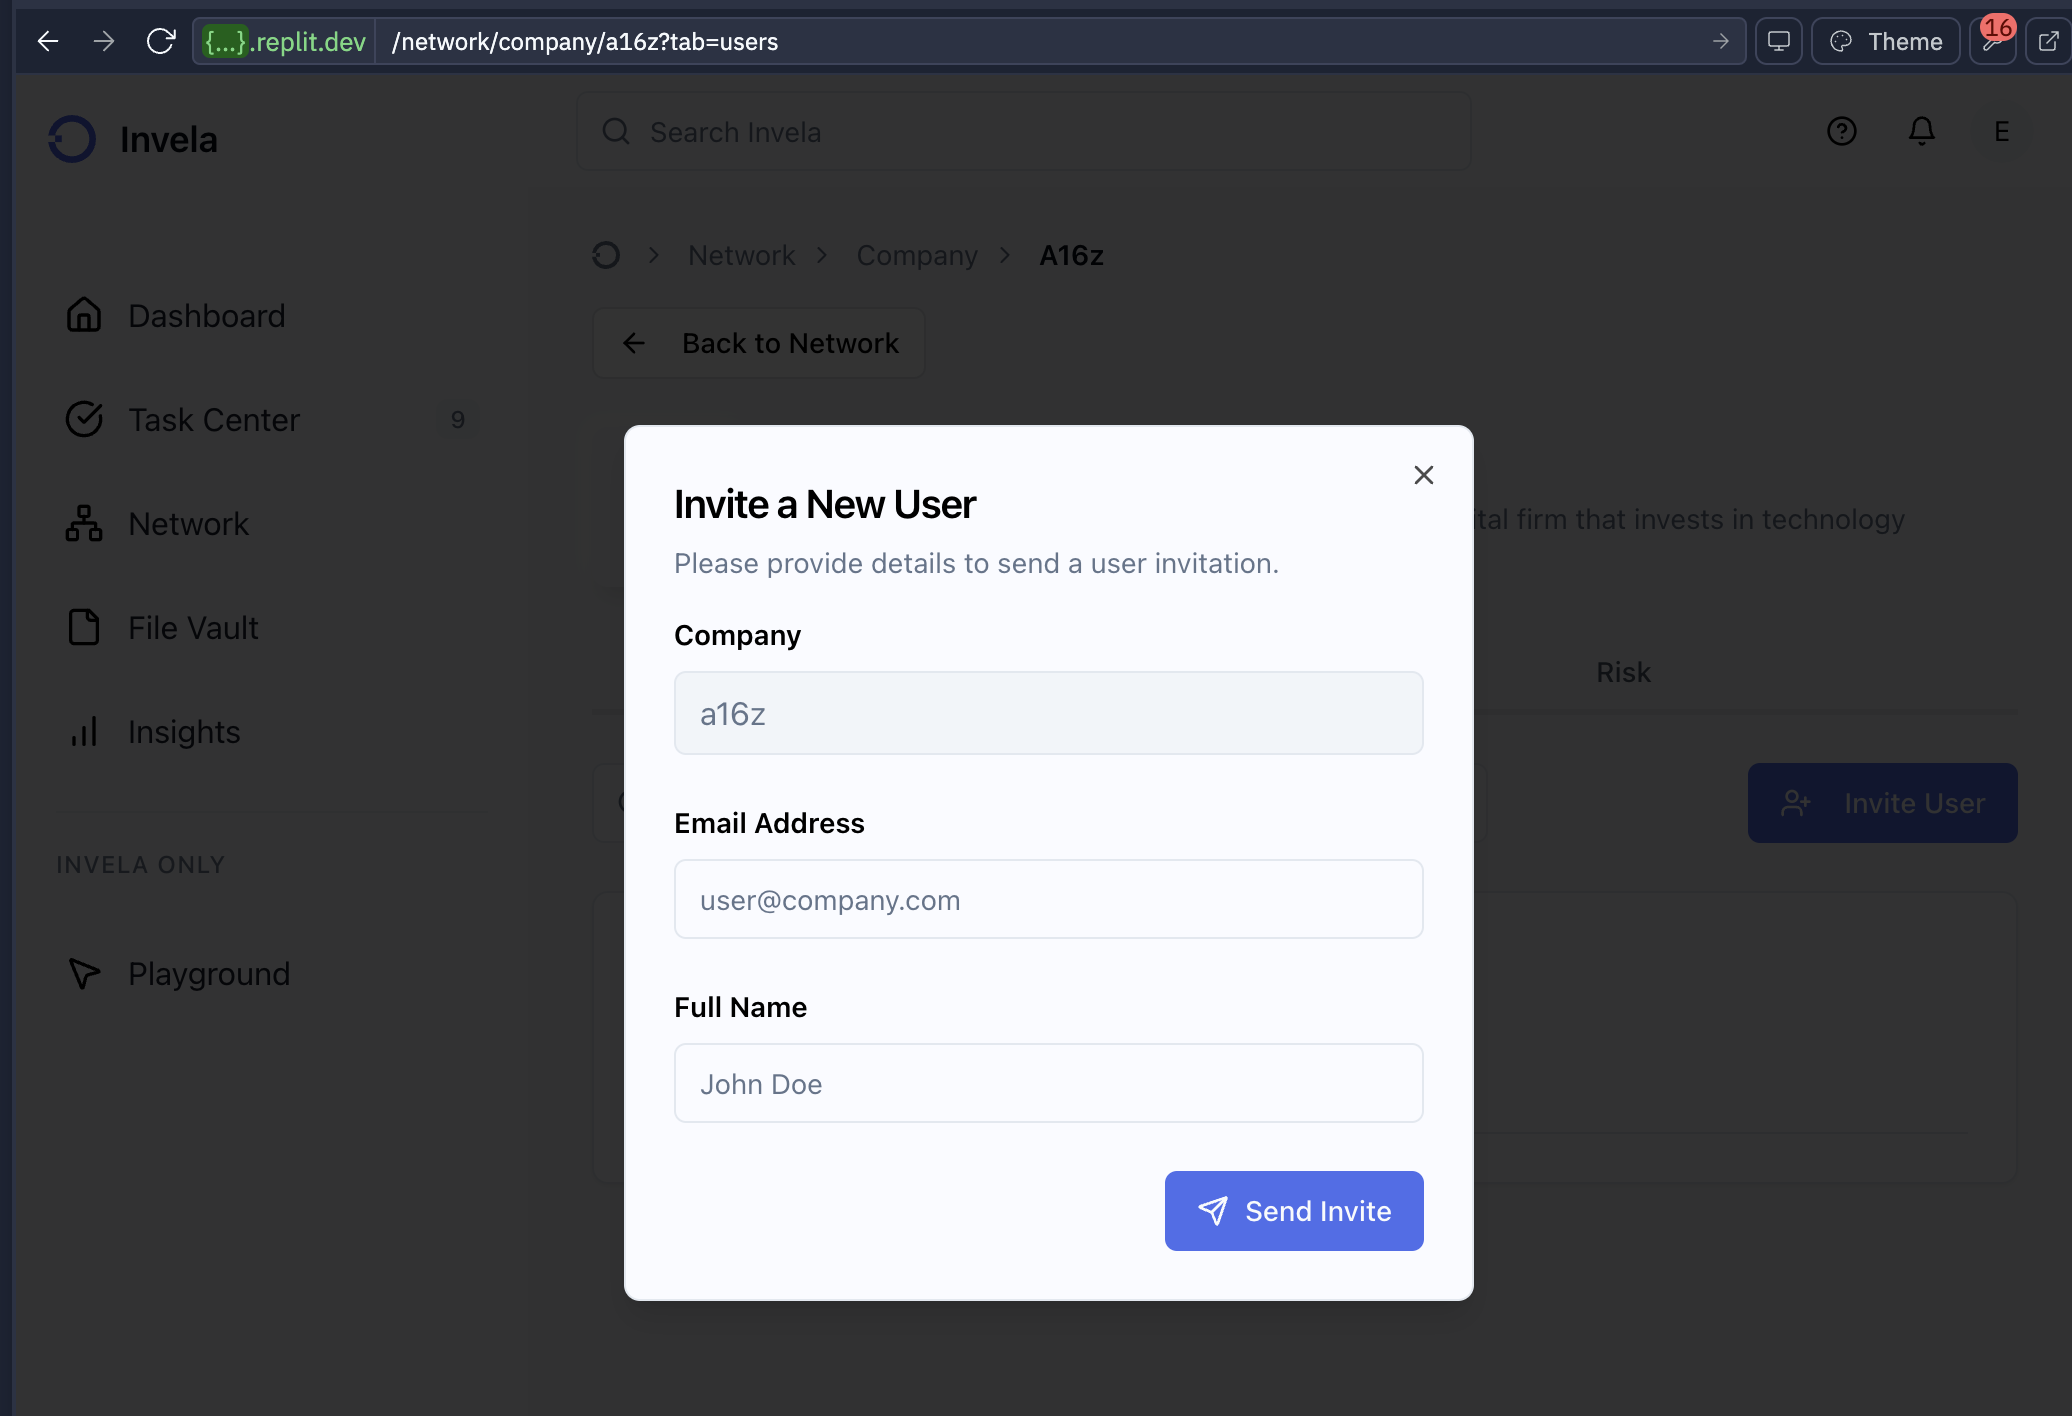 {...}.replit.dev /network/company/a16z?tab=users
Theme
16
Invela
Search Invela
E
Network
Company
A16z
Back to Network
Dashboard
Task Center
9
Network
File Vault
Insights
INVELA ONLY
Playground
firm that invests in technology
Risk
Invite User
Invite a New User
Please provide details to send a user invitation.
Company
a16z
Email Address
user@company.com
Full Name
John Doe
Send Invite